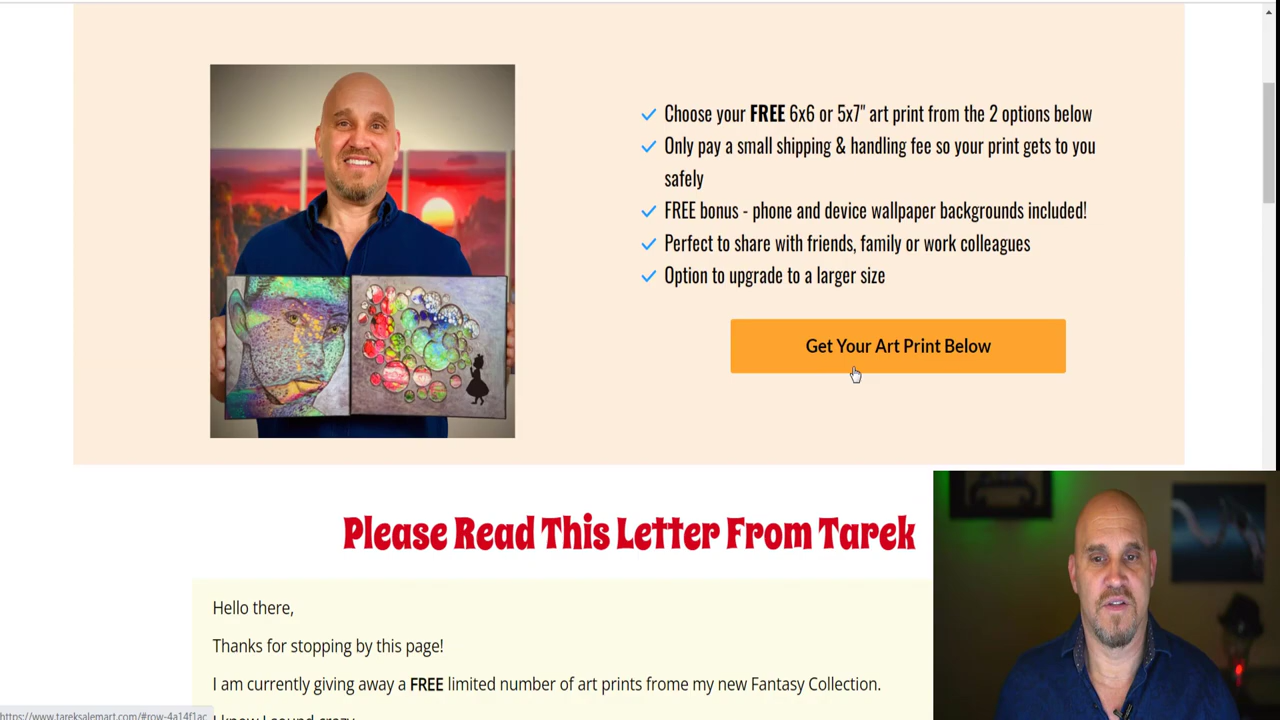 Choose your FREE 6x6 or 5x7" art print from the 2 options below
Only pay a small shipping & handling fee so your print gets to you
safely
FREE bonus - phone and device wallpaper backgrounds included!
Perfect to share with friends, family or work colleagues
Option to upgrade to a larger size
Get Your Art Print Below
Please Read This Letter From Tarek
Hello there,
Thanks for stopping by this page!
I am currently giving away a FREE limited number of art prints frome my new Fantasy Collection.
I know I sound crazy
https://www.tareksalemart.com/#row-4a14f1ac